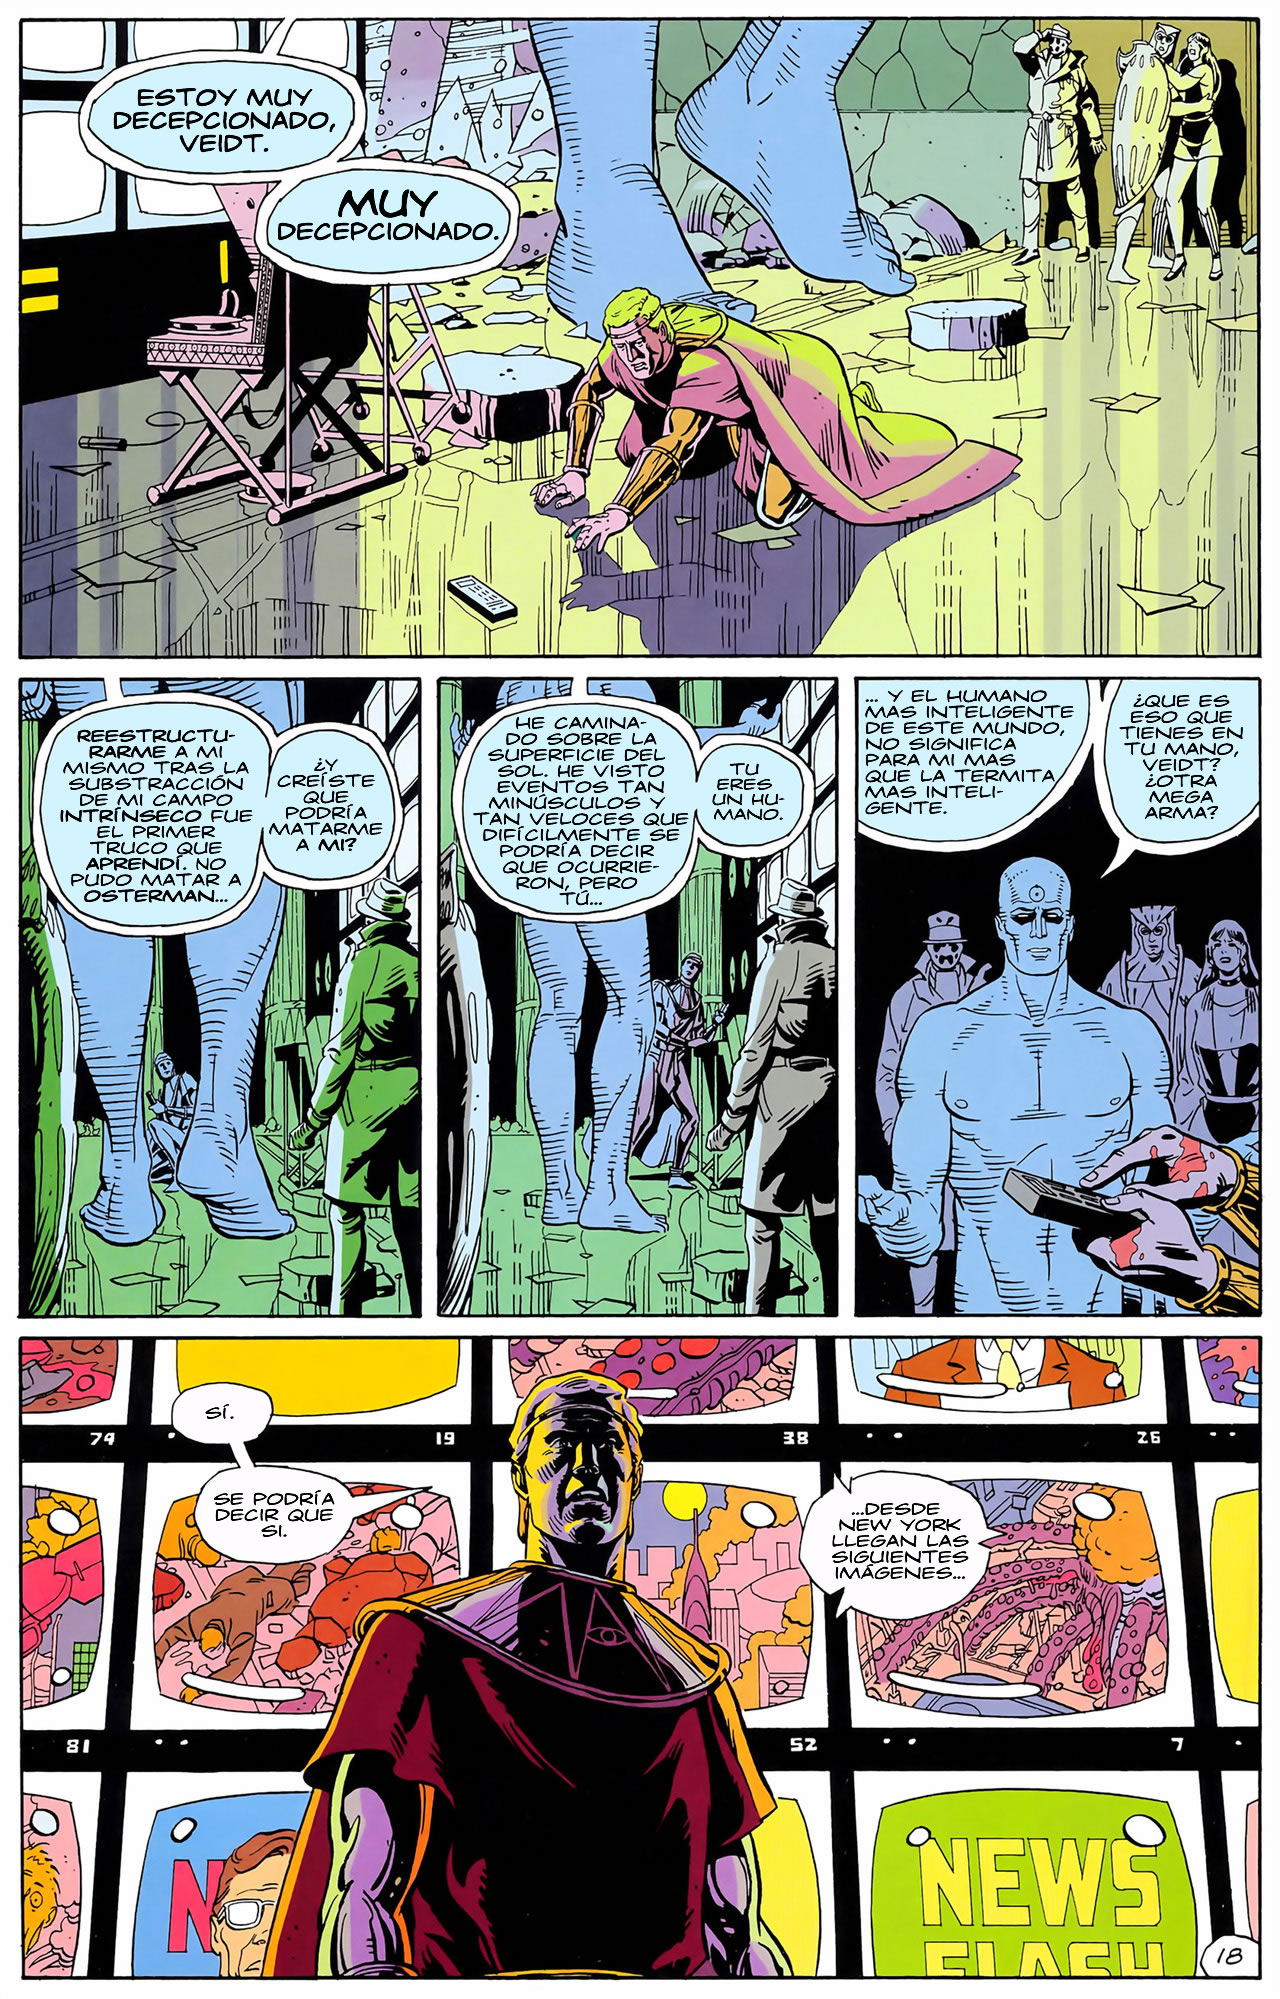 ESTOY MUY
DECEPCIONADO,
VEIDT.
MUY
DECEPCIONADO.
REESTRUCTU-
RARME A MI
MISMO TRAS LA
SUBSTRACCIÓN
DE MI CAMPO
INTRÍNSECO FUE
EL PRIMER
TRUCO QUE
APRENDÍ. NO
PUDO MATAR A
OSTERMAN...
¿Y
CREÍSTE
QUE
PODRÍA
MATARME
A MI?
HE CAMINA-
DO SOBRE LA
SUPERFICIE DEL
SOL. HE VISTO
EVENTOS TAN
MINÚSCULOS Y
TAN VELOCES QUE
DIFÍCILMENTE SE
PODRÍA DECIR
QUE OCURRIE-
RON, PERO
TÚ...
TU
ERES
UN HU-
MANO.
... Y EL HUMANO
MAS INTELIGENTE
DE ESTE MUNDO,
NO SIGNIFICA
PARA MI MAS
QUE LA TERMITA
MAS INTELI-
GENTE.
¿QUE ES
ESO QUE
TIENES EN
TU MANO,
VEIDT?
¿OTRA
MEGA
ARMA?
SÍ.
74
19
38
26
SE PODRÍA
DECIR QUE
SI.
...DESDE
NEW YORK
LLEGAN LAS
SIGUIENTES
IMÁGENES...
81
52
7
N
NEWS
FLASH
18